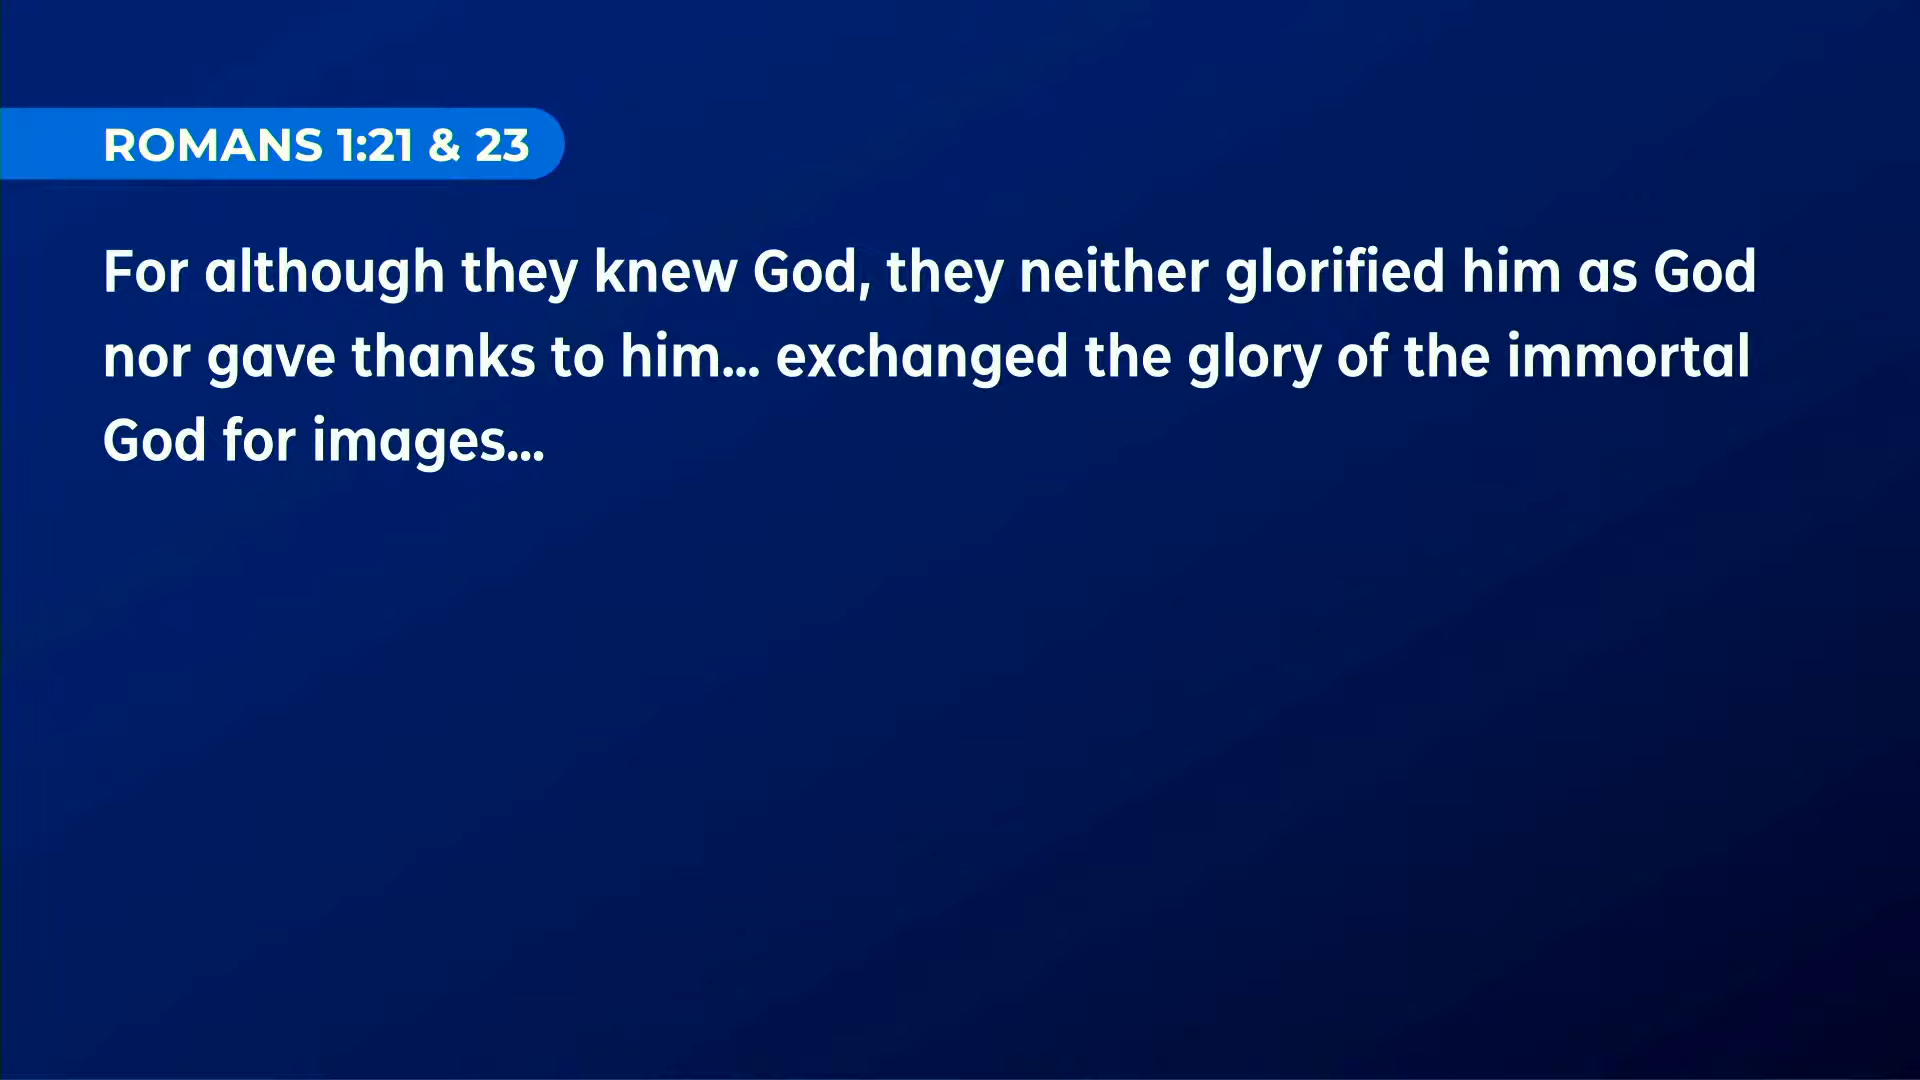 ROMANS 1:21 & 23
For although they knew God, they neither glorified him as God
nor gave thanks to him... exchanged the glory of the immortal
God for images...